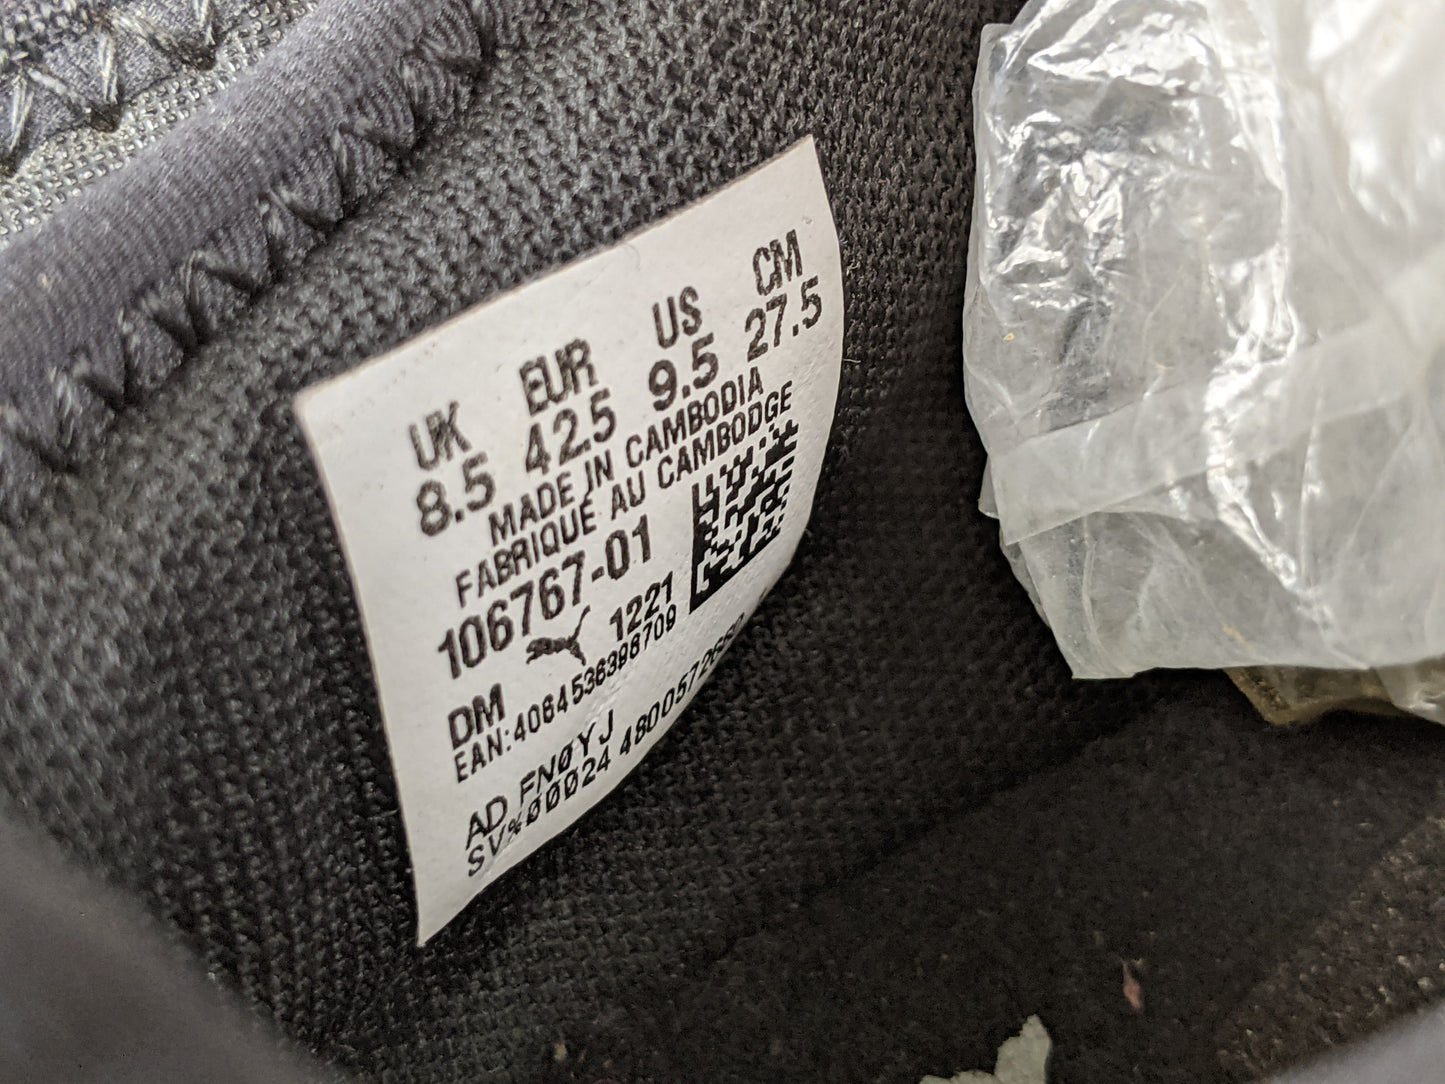 UK EUR US CM
8.5 42.5 9.5 27.5
MADE IN CAMBODIA
FABRIQUÉ AU CAMBODGE
106767-01
1221
DM
EAN:4064536398709
AD FNØYJ
SV%ØØØ24